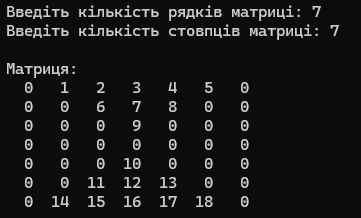 Введіть кількість рядків матриці: 7
Введіть кількість стовпців матриці: 7
Матриця:
0 1 2 3 4 5 0
0 0 6 7 8 0 0
0 0 0 9 0 0 0
0 0 0 0 0 0 0
0 0 0 10 0 0 0
0 0 11 12 13 0 0
0 14 15 16 17 18 0